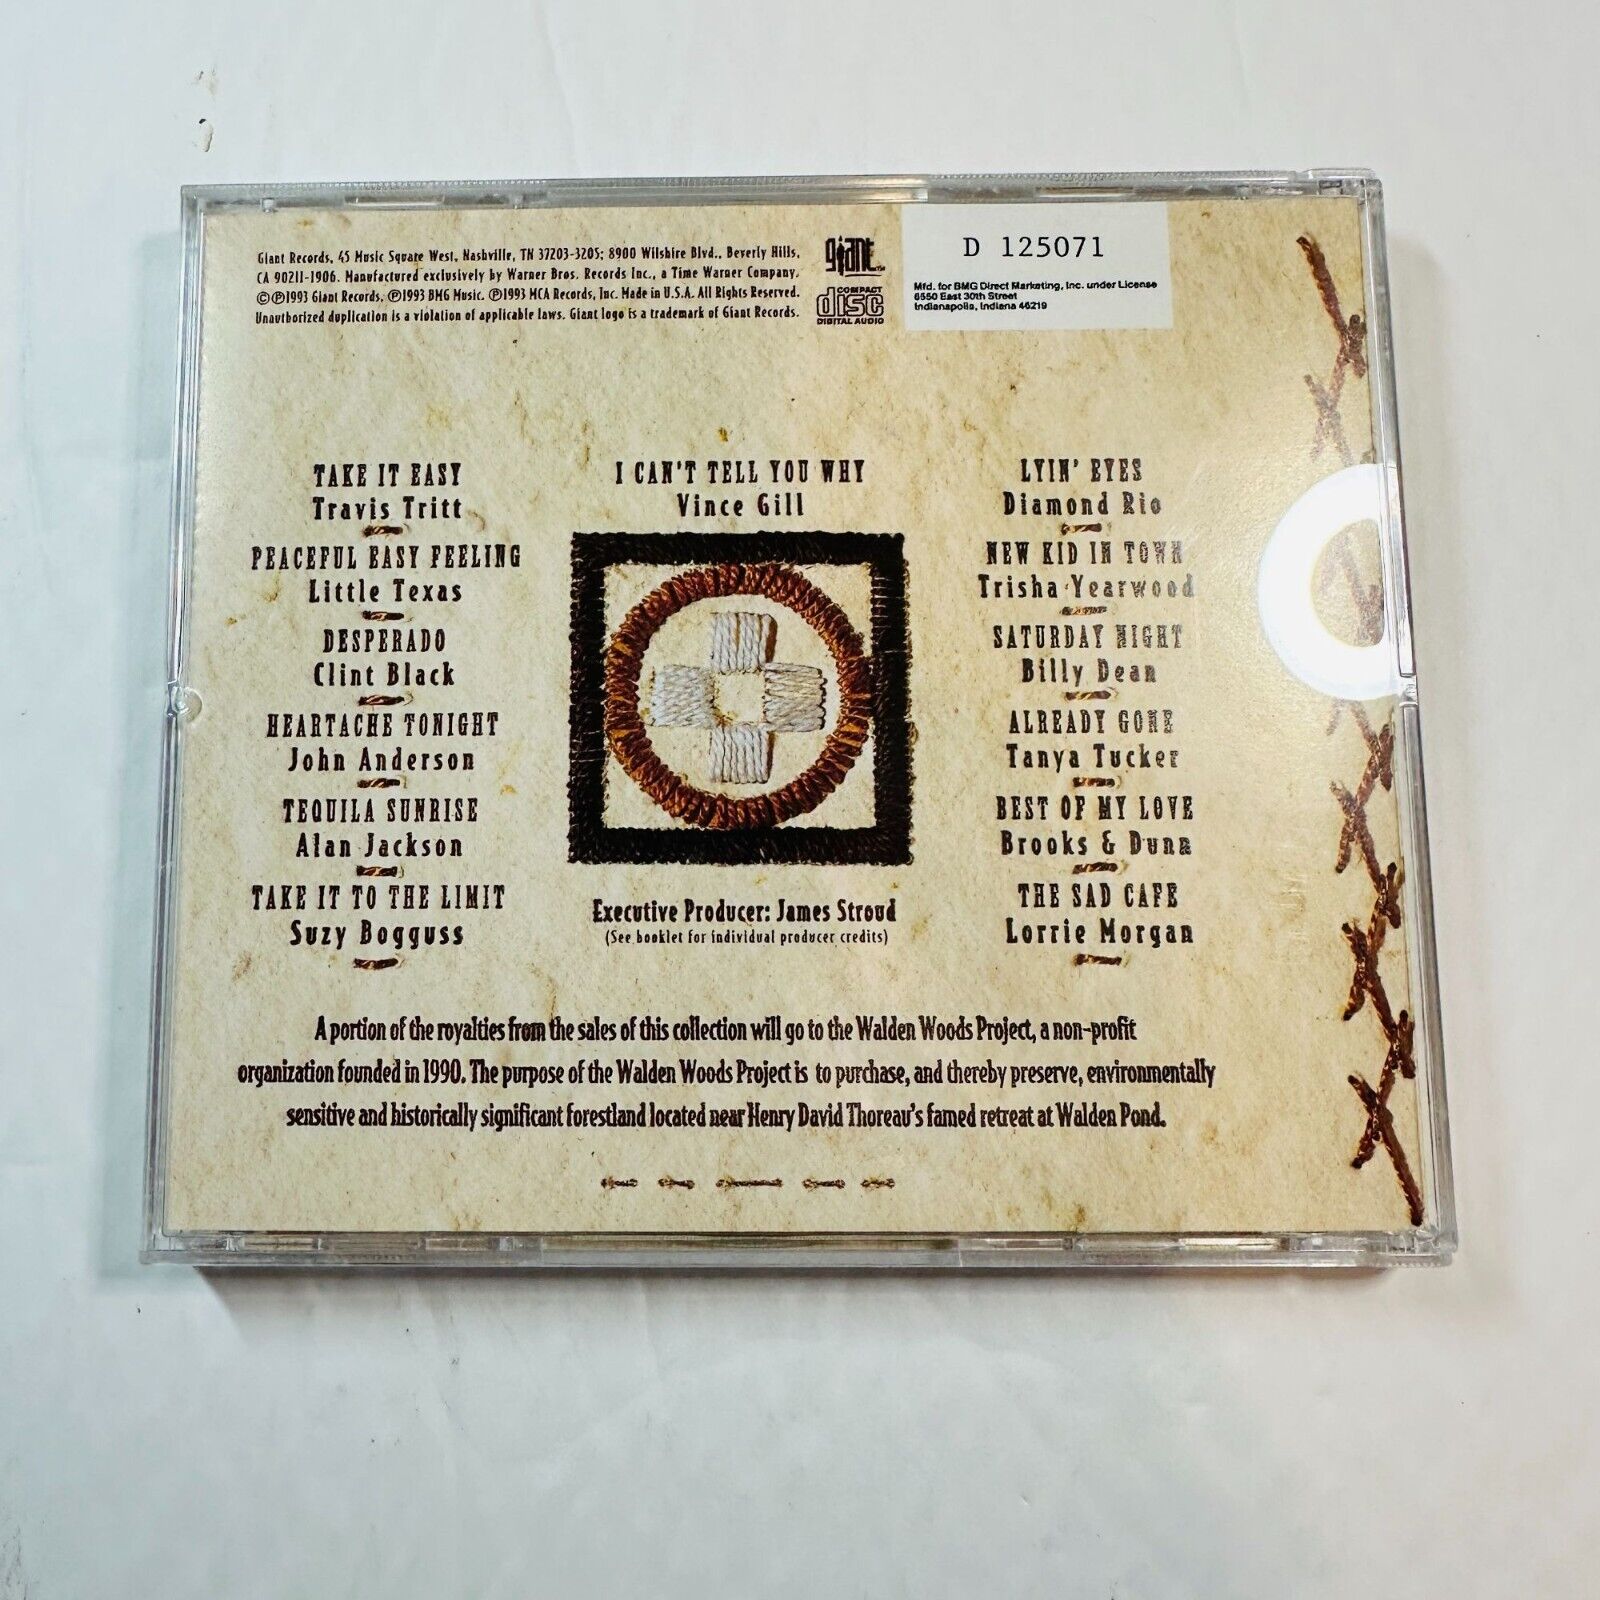 Giant Records, 45 Music Square West, Nashville, TN 37203-3205; 8900 Wilshire Blvd., Beverly Hills,
CA 90211-1906. Manufactured exclusively by Warner Bros. Records Inc., a Time Warner Company.
©℗1993 Giant Records, ℗1993 BMG Music. ℗1993 MCA Records, Inc. Made in U.S.A. All Rights Reserved.
Unauthorized duplication is a violation of applicable laws. Giant logo is a trademark of Giant Records.
giant TM
COMPACT
disc
DIGITAL AUDIO
D 125071
Mfd. for BMG Direct Marketing, Inc. under License
6550 East 30th Street
Indianapolis, Indiana 46219
TAKE IT EASY
Travis Tritt
PEACEFUL EASY FEELING
Little Texas
DESPERADO
Clint Black
HEARTACHE TONIGHT
John Anderson
TEQUILA SUNRISE
Alan Jackson
TAKE IT TO THE LIMIT
Suzy Bogguss
I CAN'T TELL YOU WHY
Vince Gill
Executive Producer: James Stroud
(See booklet for individual producer credits)
LYIN' EYES
Diamond Rio
NEW KID IN TOWN
Trisha Yearwood
SATURDAY NIGHT
Billy Dean
ALREADY GONE
Tanya Tucker
BEST OF MY LOVE
Brooks & Dunn
THE SAD CAFE
Lorrie Morgan
A portion of the royalties from the sales of this collection will go to the Walden Woods Project, a non-profit
organization founded in 1990. The purpose of the Walden Woods Project is to purchase, and thereby preserve, environmentally
sensitive and historically significant forestland located near Henry David Thoreau's famed retreat at Walden Pond.